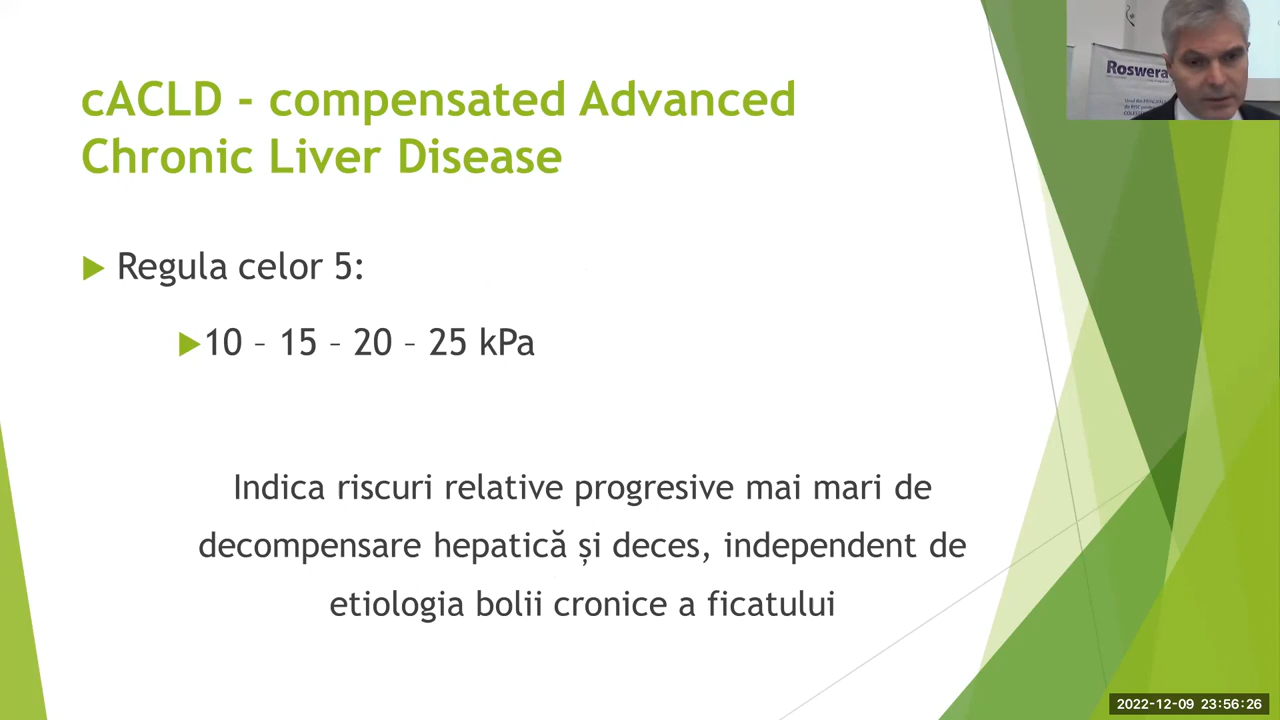 cACLD - compensated Advanced
Chronic Liver Disease
Regula celor 5:
10 – 15 – 20 – 25 kPa
Indica riscuri relative progresive mai mari de
decompensare hepatică și deces, independent de
etiologia bolii cronice a ficatului
Roswera
2022-12-09 23:56:26